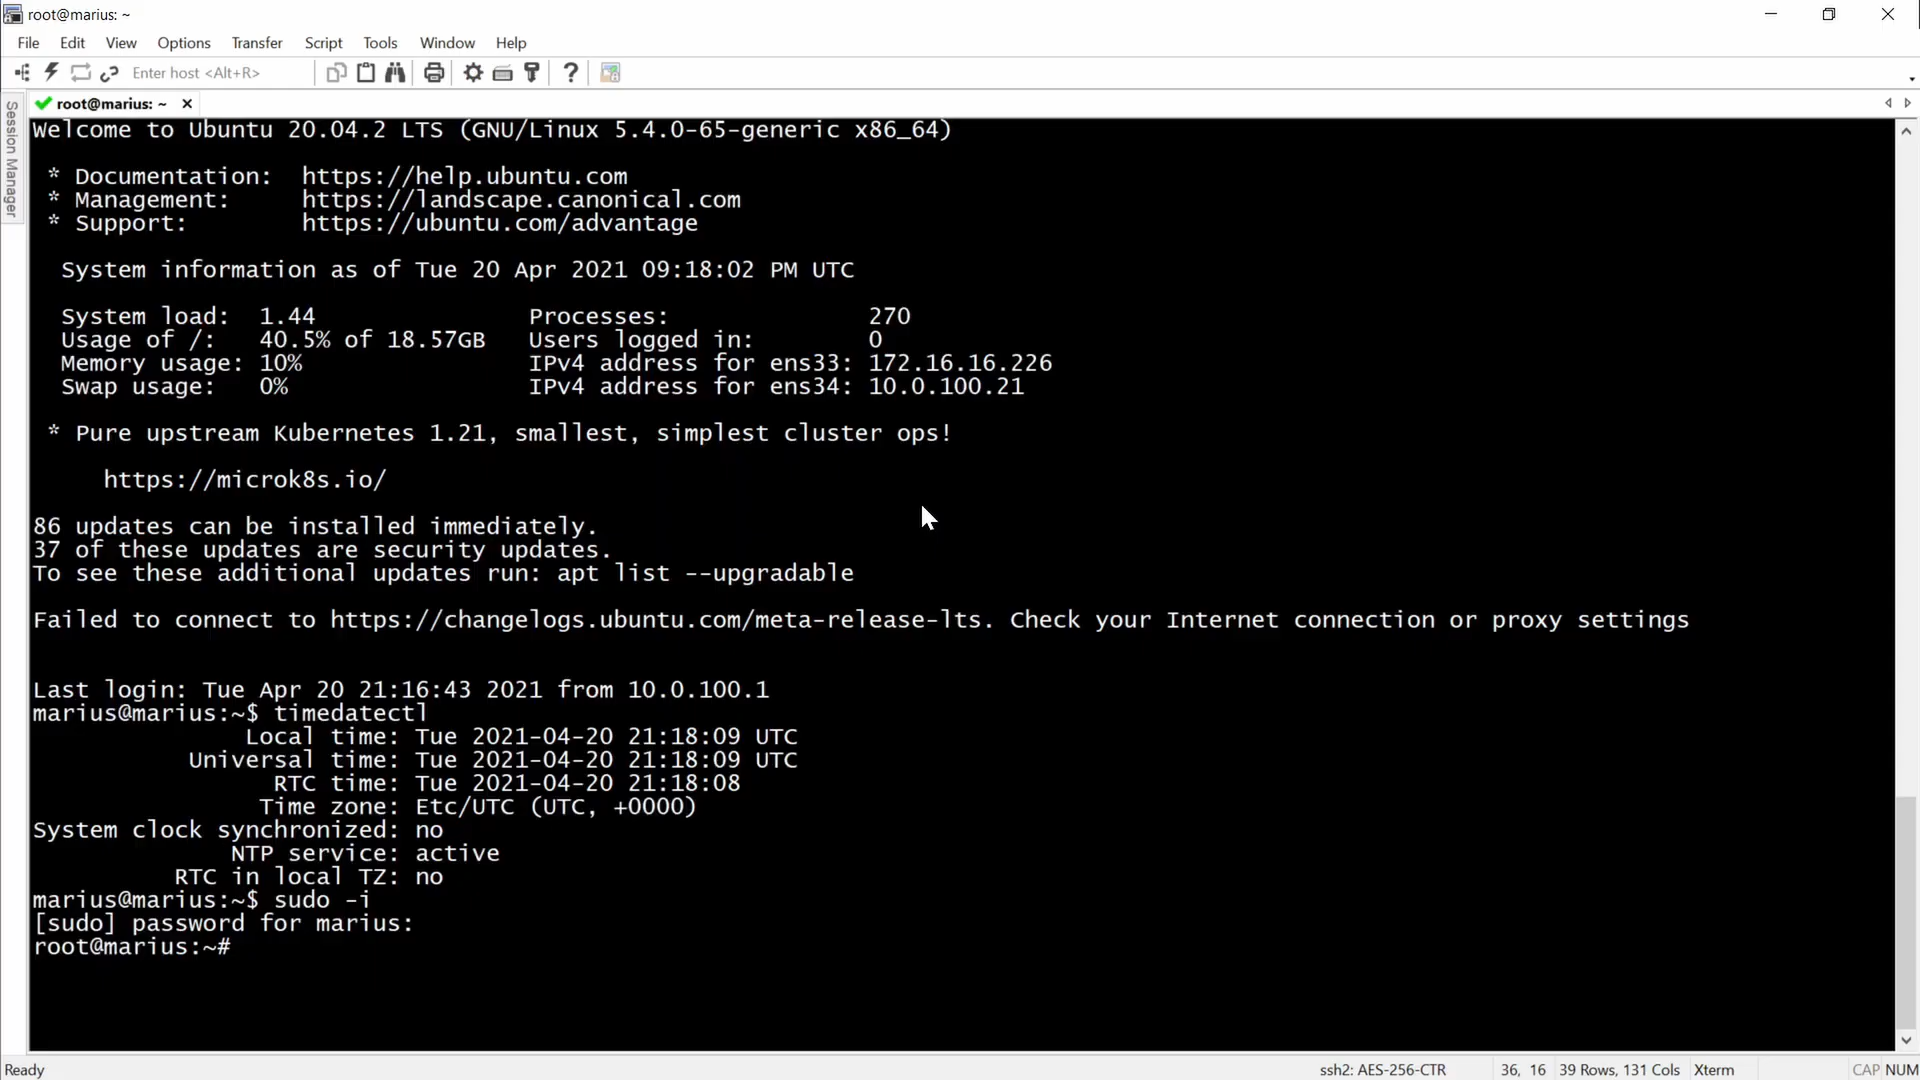 root@marius: ~
File Edit View Options Transfer Script Tools Window Help
Enter host <Alt+R>
Session Manager
root@marius: ~
Welcome to Ubuntu 20.04.2 LTS (GNU/Linux 5.4.0-65-generic x86_64)
* Documentation: https://help.ubuntu.com
* Management: https://landscape.canonical.com
* Support: https://ubuntu.com/advantage
System information as of Tue 20 Apr 2021 09:18:02 PM UTC
System load: 1.44 Processes: 270
Usage of /: 40.5% of 18.57GB Users logged in: 0
Memory usage: 10% IPv4 address for ens33: 172.16.16.226
Swap usage: 0% IPv4 address for ens34: 10.0.100.21
* Pure upstream Kubernetes 1.21, smallest, simplest cluster ops!
https://microk8s.io/
86 updates can be installed immediately.
37 of these updates are security updates.
To see these additional updates run: apt list --upgradable
Failed to connect to https://changelogs.ubuntu.com/meta-release-lts. Check your Internet connection or proxy settings
Last login: Tue Apr 20 21:16:43 2021 from 10.0.100.1
marius@marius:~$ timedatectl
Local time: Tue 2021-04-20 21:18:09 UTC
Universal time: Tue 2021-04-20 21:18:09 UTC
RTC time: Tue 2021-04-20 21:18:08
Time zone: Etc/UTC (UTC, +0000)
System clock synchronized: no
NTP service: active
RTC in local TZ: no
marius@marius:~$ sudo -i
[sudo] password for marius:
root@marius:~#
Ready ssh2: AES-256-CTR 36, 16 39 Rows, 131 Cols Xterm CAP NUM